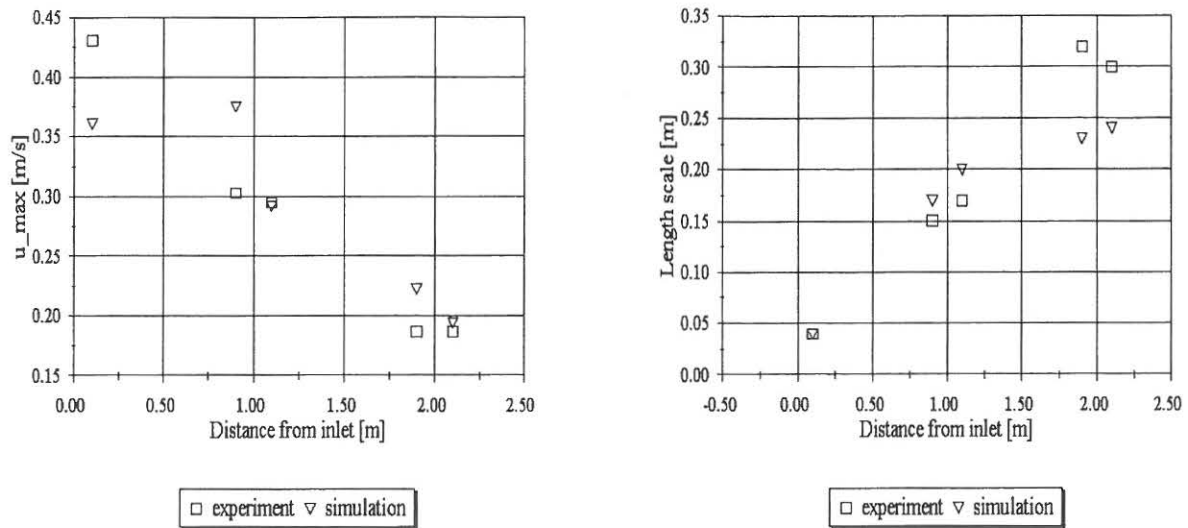 0.45
0.40
0.35
0.30
0.25
0.20
0.15
u_max [m/s]
0.00 0.50 1.00 1.50 2.00 2.50
Distance from inlet [m]
□ experiment ▽ simulation
0.35
0.30
0.25
0.20
0.15
0.10
0.05
0.00
Length scale [m]
-0.50 0.00 0.50 1.00 1.50 2.00 2.50
Distance from inlet [m]
□ experiment ▽ simulation